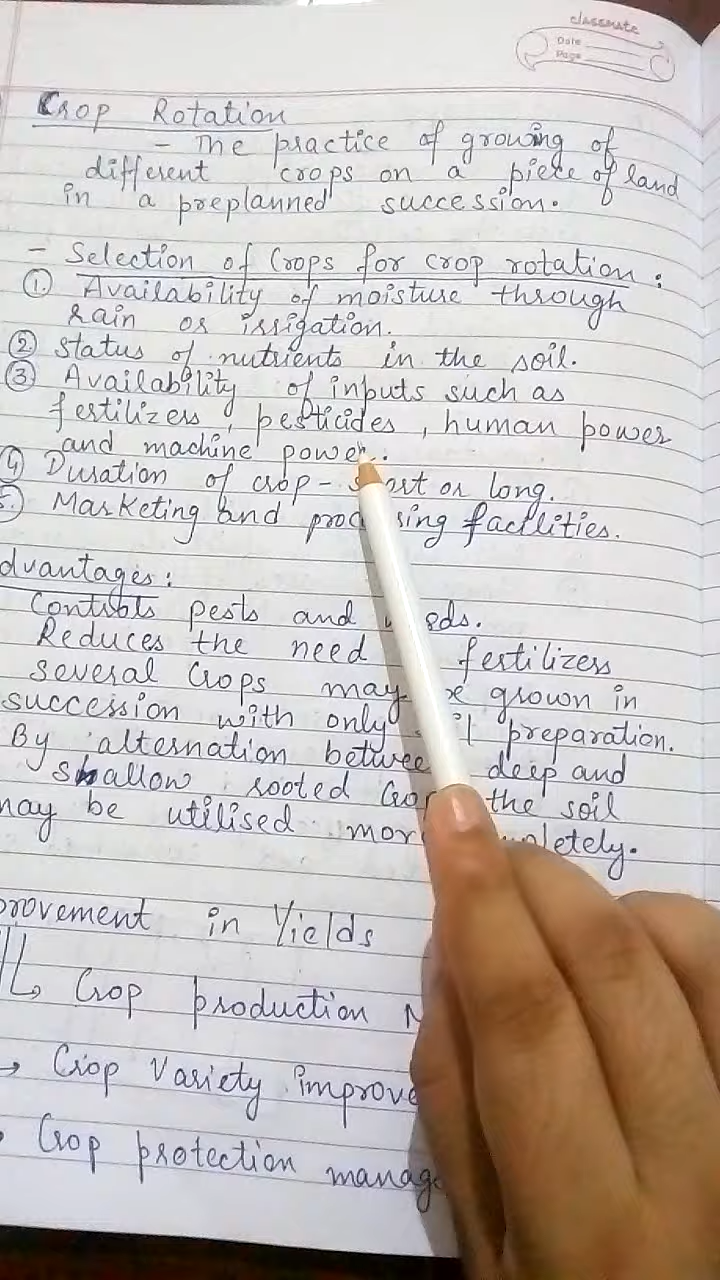 classmate
Date
Page
Crop Rotation
- The practice of growing of
different crops on a piece of land
in a preplanned succession.
- Selection of Crops for crop rotation:
① Availability of moisture through
rain or irrigation.
② Status of nutrients in the soil.
③ Availability of inputs such as
fertilizers, pesticides, human power
and machine power.
④ Duration of crop - or long.
5. Marketing and facilities.
dvantages:
Controls pests and
Reduces the need fertilizers
Several Crops may grown in
succession with only preparation.
By alternation deep and
shallow rooted the soil
may be utilised
provement in Yields
↳ Crop production
→ Crop Variety improve
Crop protection manag